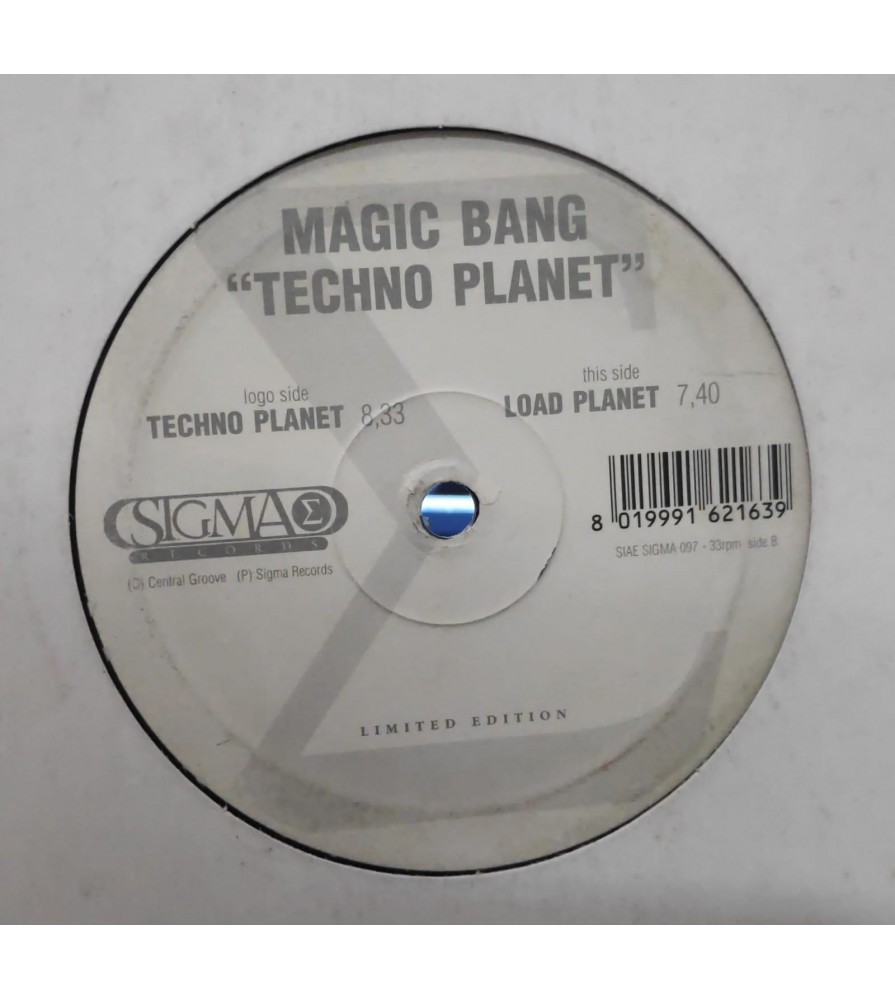 MAGIC BANG
“TECHNO PLANET”
logo side
TECHNO PLANET 8,33
this side
LOAD PLANET 7,40
SIGMA Σ
RECORDS
(C) Central Groove (P) Sigma Records
8 019991 621639
SIAE SIGMA 097 - 33rpm side B
LIMITED EDITION